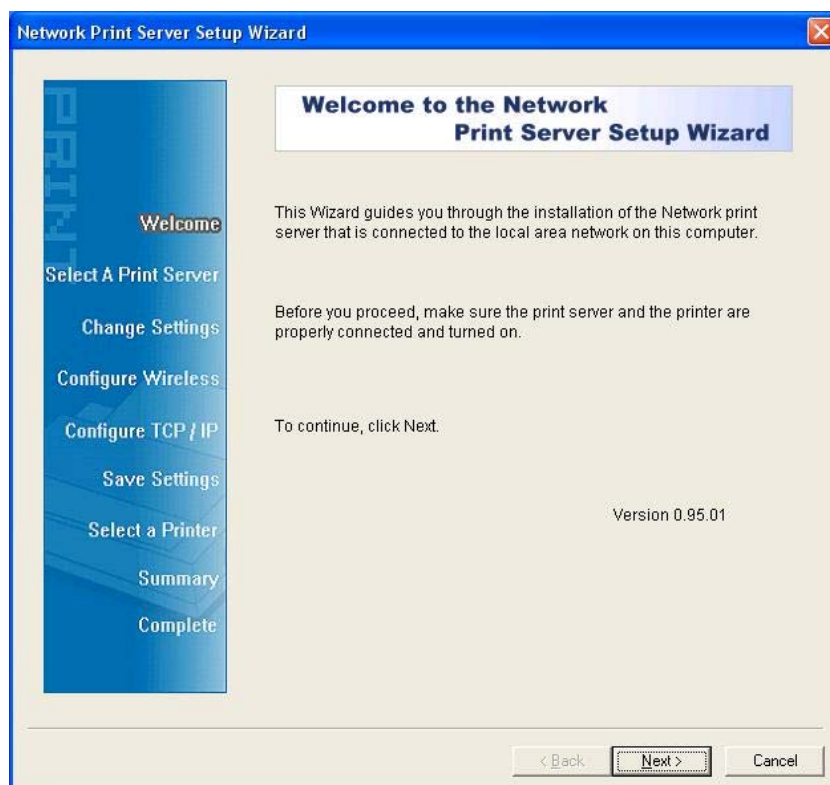 Network Print Server Setup Wizard
PRINT
Welcome
Select A Print Server
Change Settings
Configure Wireless
Configure TCP / IP
Save Settings
Select a Printer
Summary
Complete
Welcome to the Network
Print Server Setup Wizard
This Wizard guides you through the installation of the Network print
server that is connected to the local area network on this computer.
Before you proceed, make sure the print server and the printer are
properly connected and turned on.
To continue, click Next.
Version 0.95.01
< Back
Next >
Cancel